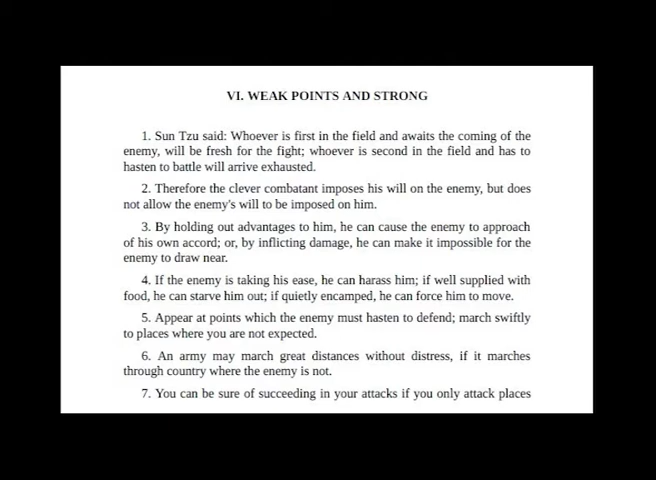 VI. WEAK POINTS AND STRONG
1. Sun Tzu said: Whoever is first in the field and awaits the coming of the
enemy, will be fresh for the fight; whoever is second in the field and has to
hasten to battle will arrive exhausted.
2. Therefore the clever combatant imposes his will on the enemy, but does
not allow the enemy's will to be imposed on him.
3. By holding out advantages to him, he can cause the enemy to approach
of his own accord; or, by inflicting damage, he can make it impossible for the
enemy to draw near.
4. If the enemy is taking his ease, he can harass him; if well supplied with
food, he can starve him out; if quietly encamped, he can force him to move.
5. Appear at points which the enemy must hasten to defend; march swiftly
to places where you are not expected.
6. An army may march great distances without distress, if it marches
through country where the enemy is not.
7. You can be sure of succeeding in your attacks if you only attack places